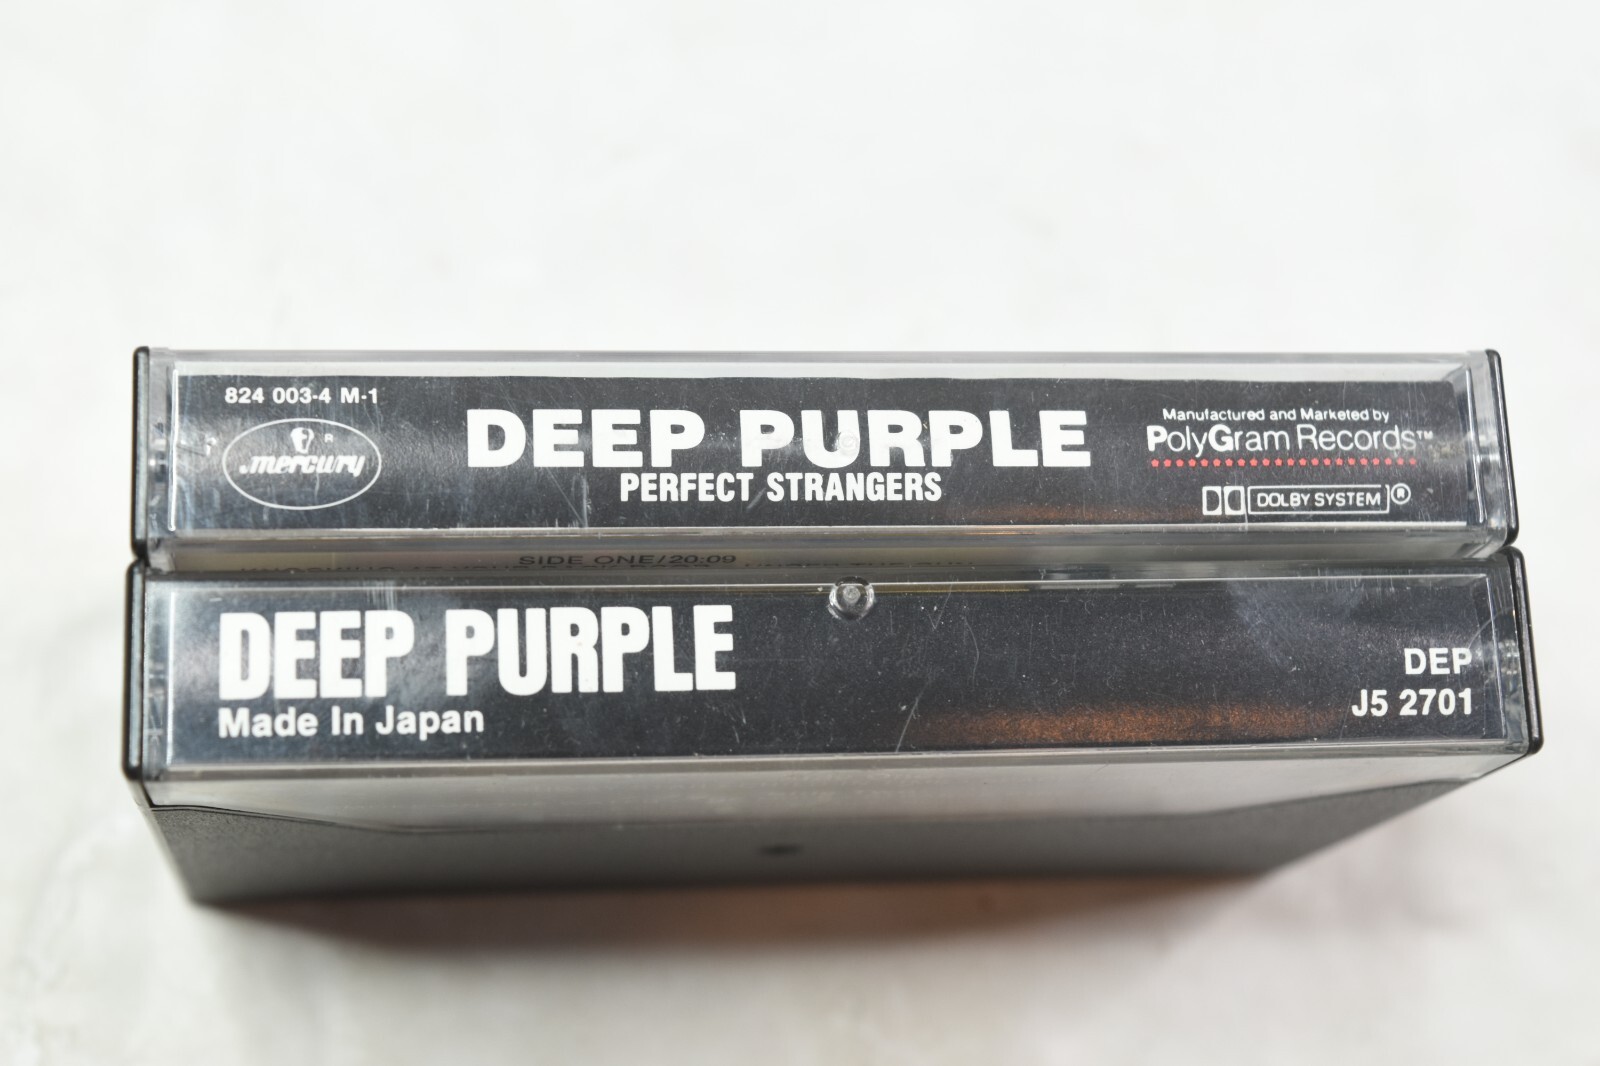 824 003-4 M-1
mercury R
DEEP PURPLE
PERFECT STRANGERS
Manufactured and Marketed by
PolyGram Records™
DOLBY SYSTEM®
SIDE ONE/20:09
DEEP PURPLE
Made In Japan
DEP
J5 2701